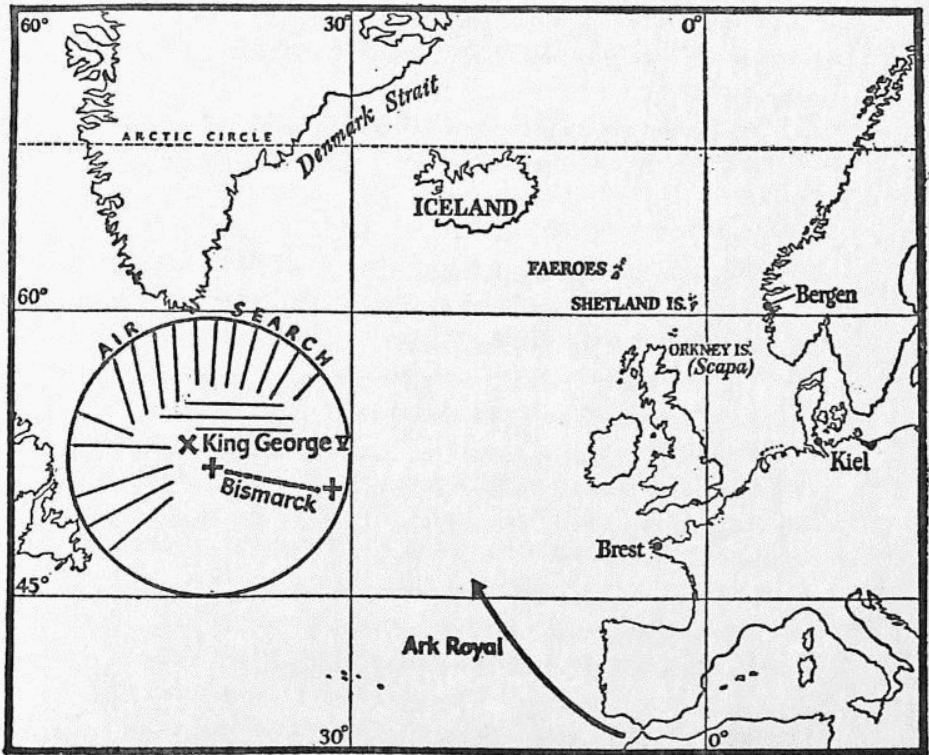 60° 30° 0°
Denmark Strait
ARCTIC CIRCLE
ICELAND
FAEROES
SHETLAND IS.
Bergen
60°
AIR SEARCH
ORKNEY IS.
(Scapa)
King George V
Kiel
Bismarck
Brest
45°
Ark Royal
30° 0°